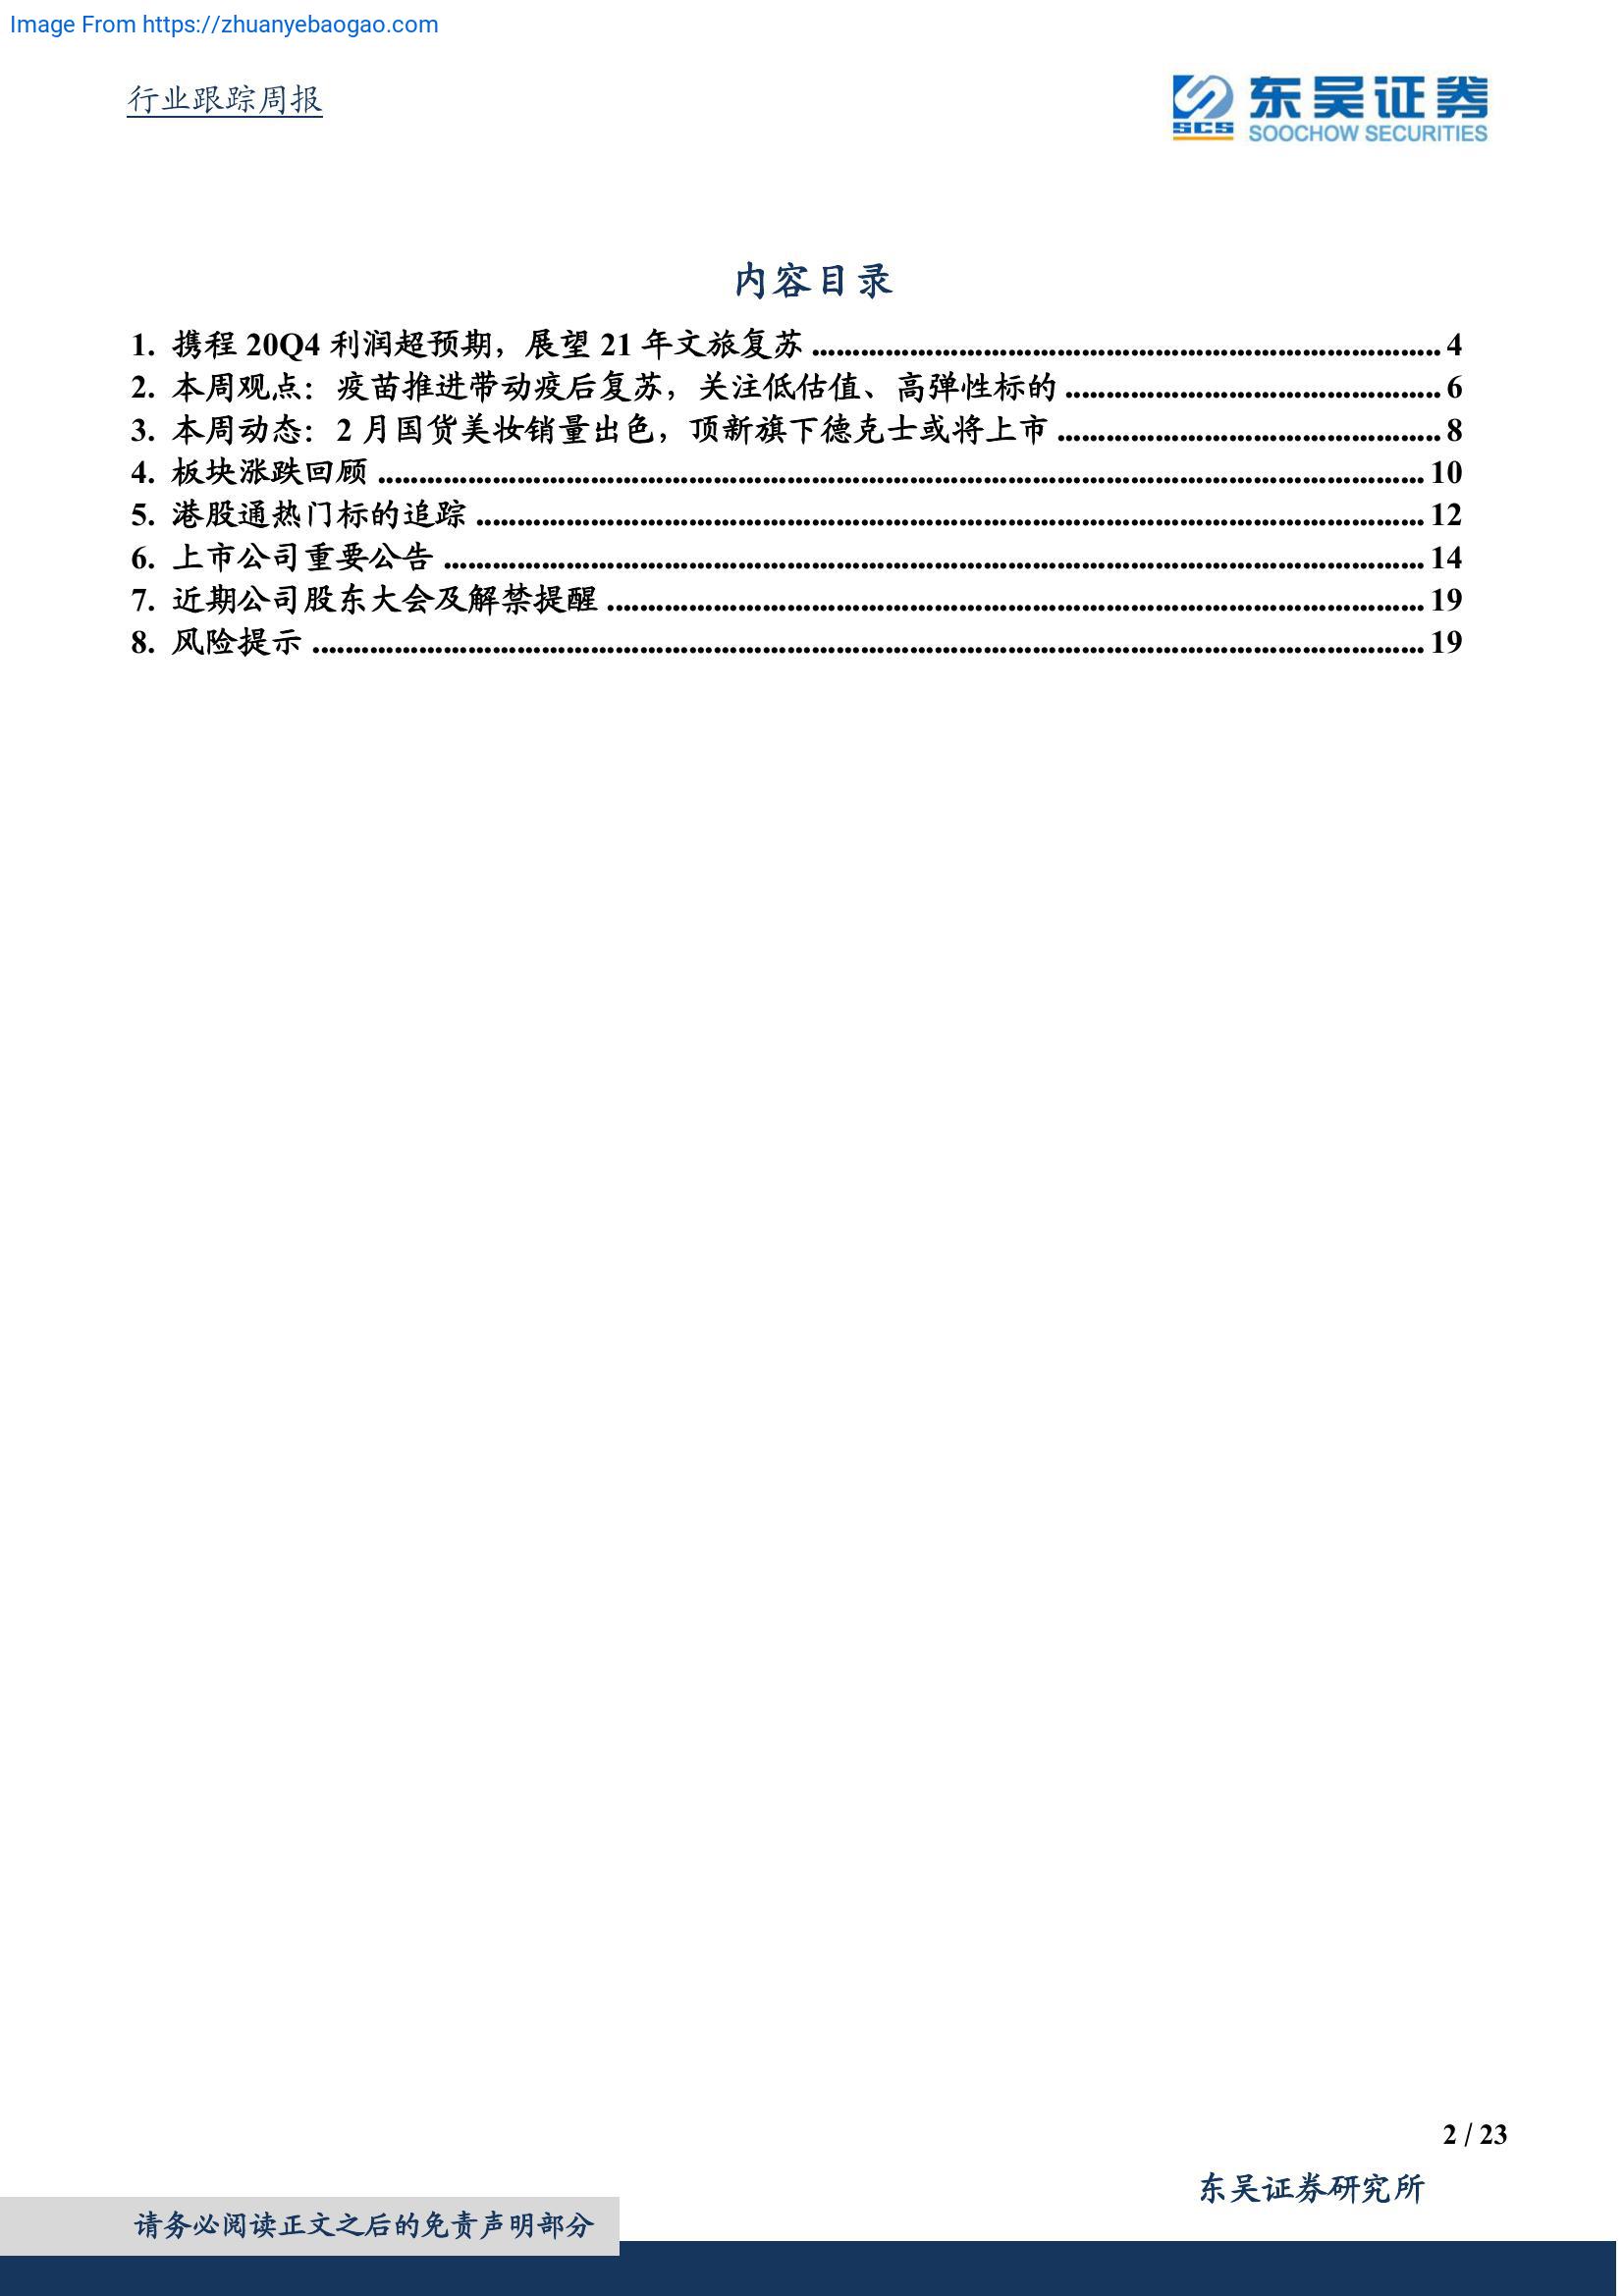 Image From https://zhuanyebaogao.com
行业跟踪周报
SCS 东吴证券
SOOCHOW SECURITIES
内容目录
1. 携程 20Q4 利润超预期，展望 21 年文旅复苏 4
2. 本周观点：疫苗推进带动疫后复苏，关注低估值、高弹性标的 6
3. 本周动态：2 月国货美妆销量出色，顶新旗下德克士或将上市 8
4. 板块涨跌回顾 10
5. 港股通热门标的追踪 12
6. 上市公司重要公告 14
7. 近期公司股东大会及解禁提醒 19
8. 风险提示 19
2 / 23
东吴证券研究所
请务必阅读正文之后的免责声明部分